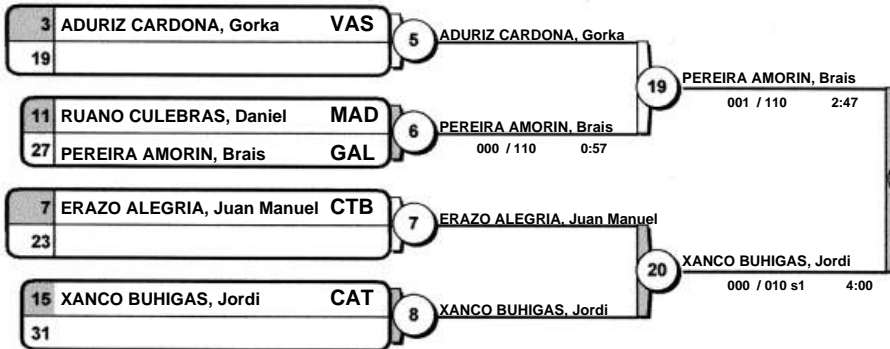 3 ADURIZ CARDONA, Gorka VAS
19
5
ADURIZ CARDONA, Gorka
11 RUANO CULEBRAS, Daniel MAD
27 PEREIRA AMORIN, Brais GAL
6
PEREIRA AMORIN, Brais
000 / 110 0:57
19
PEREIRA AMORIN, Brais
001 / 110 2:47
7 ERAZO ALEGRIA, Juan Manuel CTB
23
7
ERAZO ALEGRIA, Juan Manuel
15 XANCO BUHIGAS, Jordi CAT
31
8
XANCO BUHIGAS, Jordi
20
XANCO BUHIGAS, Jordi
000 / 010 s1 4:00